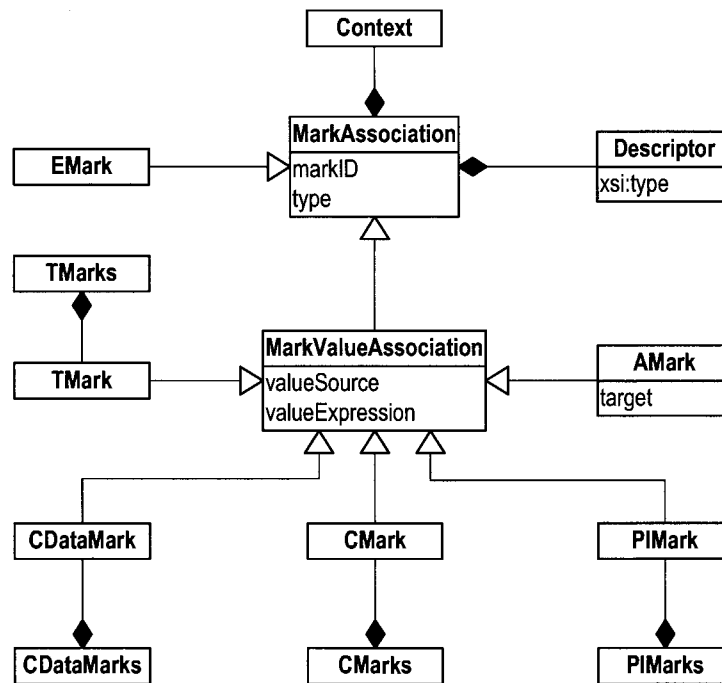 Context
MarkAssociation
markID
type
EMark
Descriptor
xsi:type
TMarks
TMark
MarkValueAssociation
valueSource
valueExpression
AMark
target
CDataMark
CMark
PIMark
CDataMarks
CMarks
PIMarks